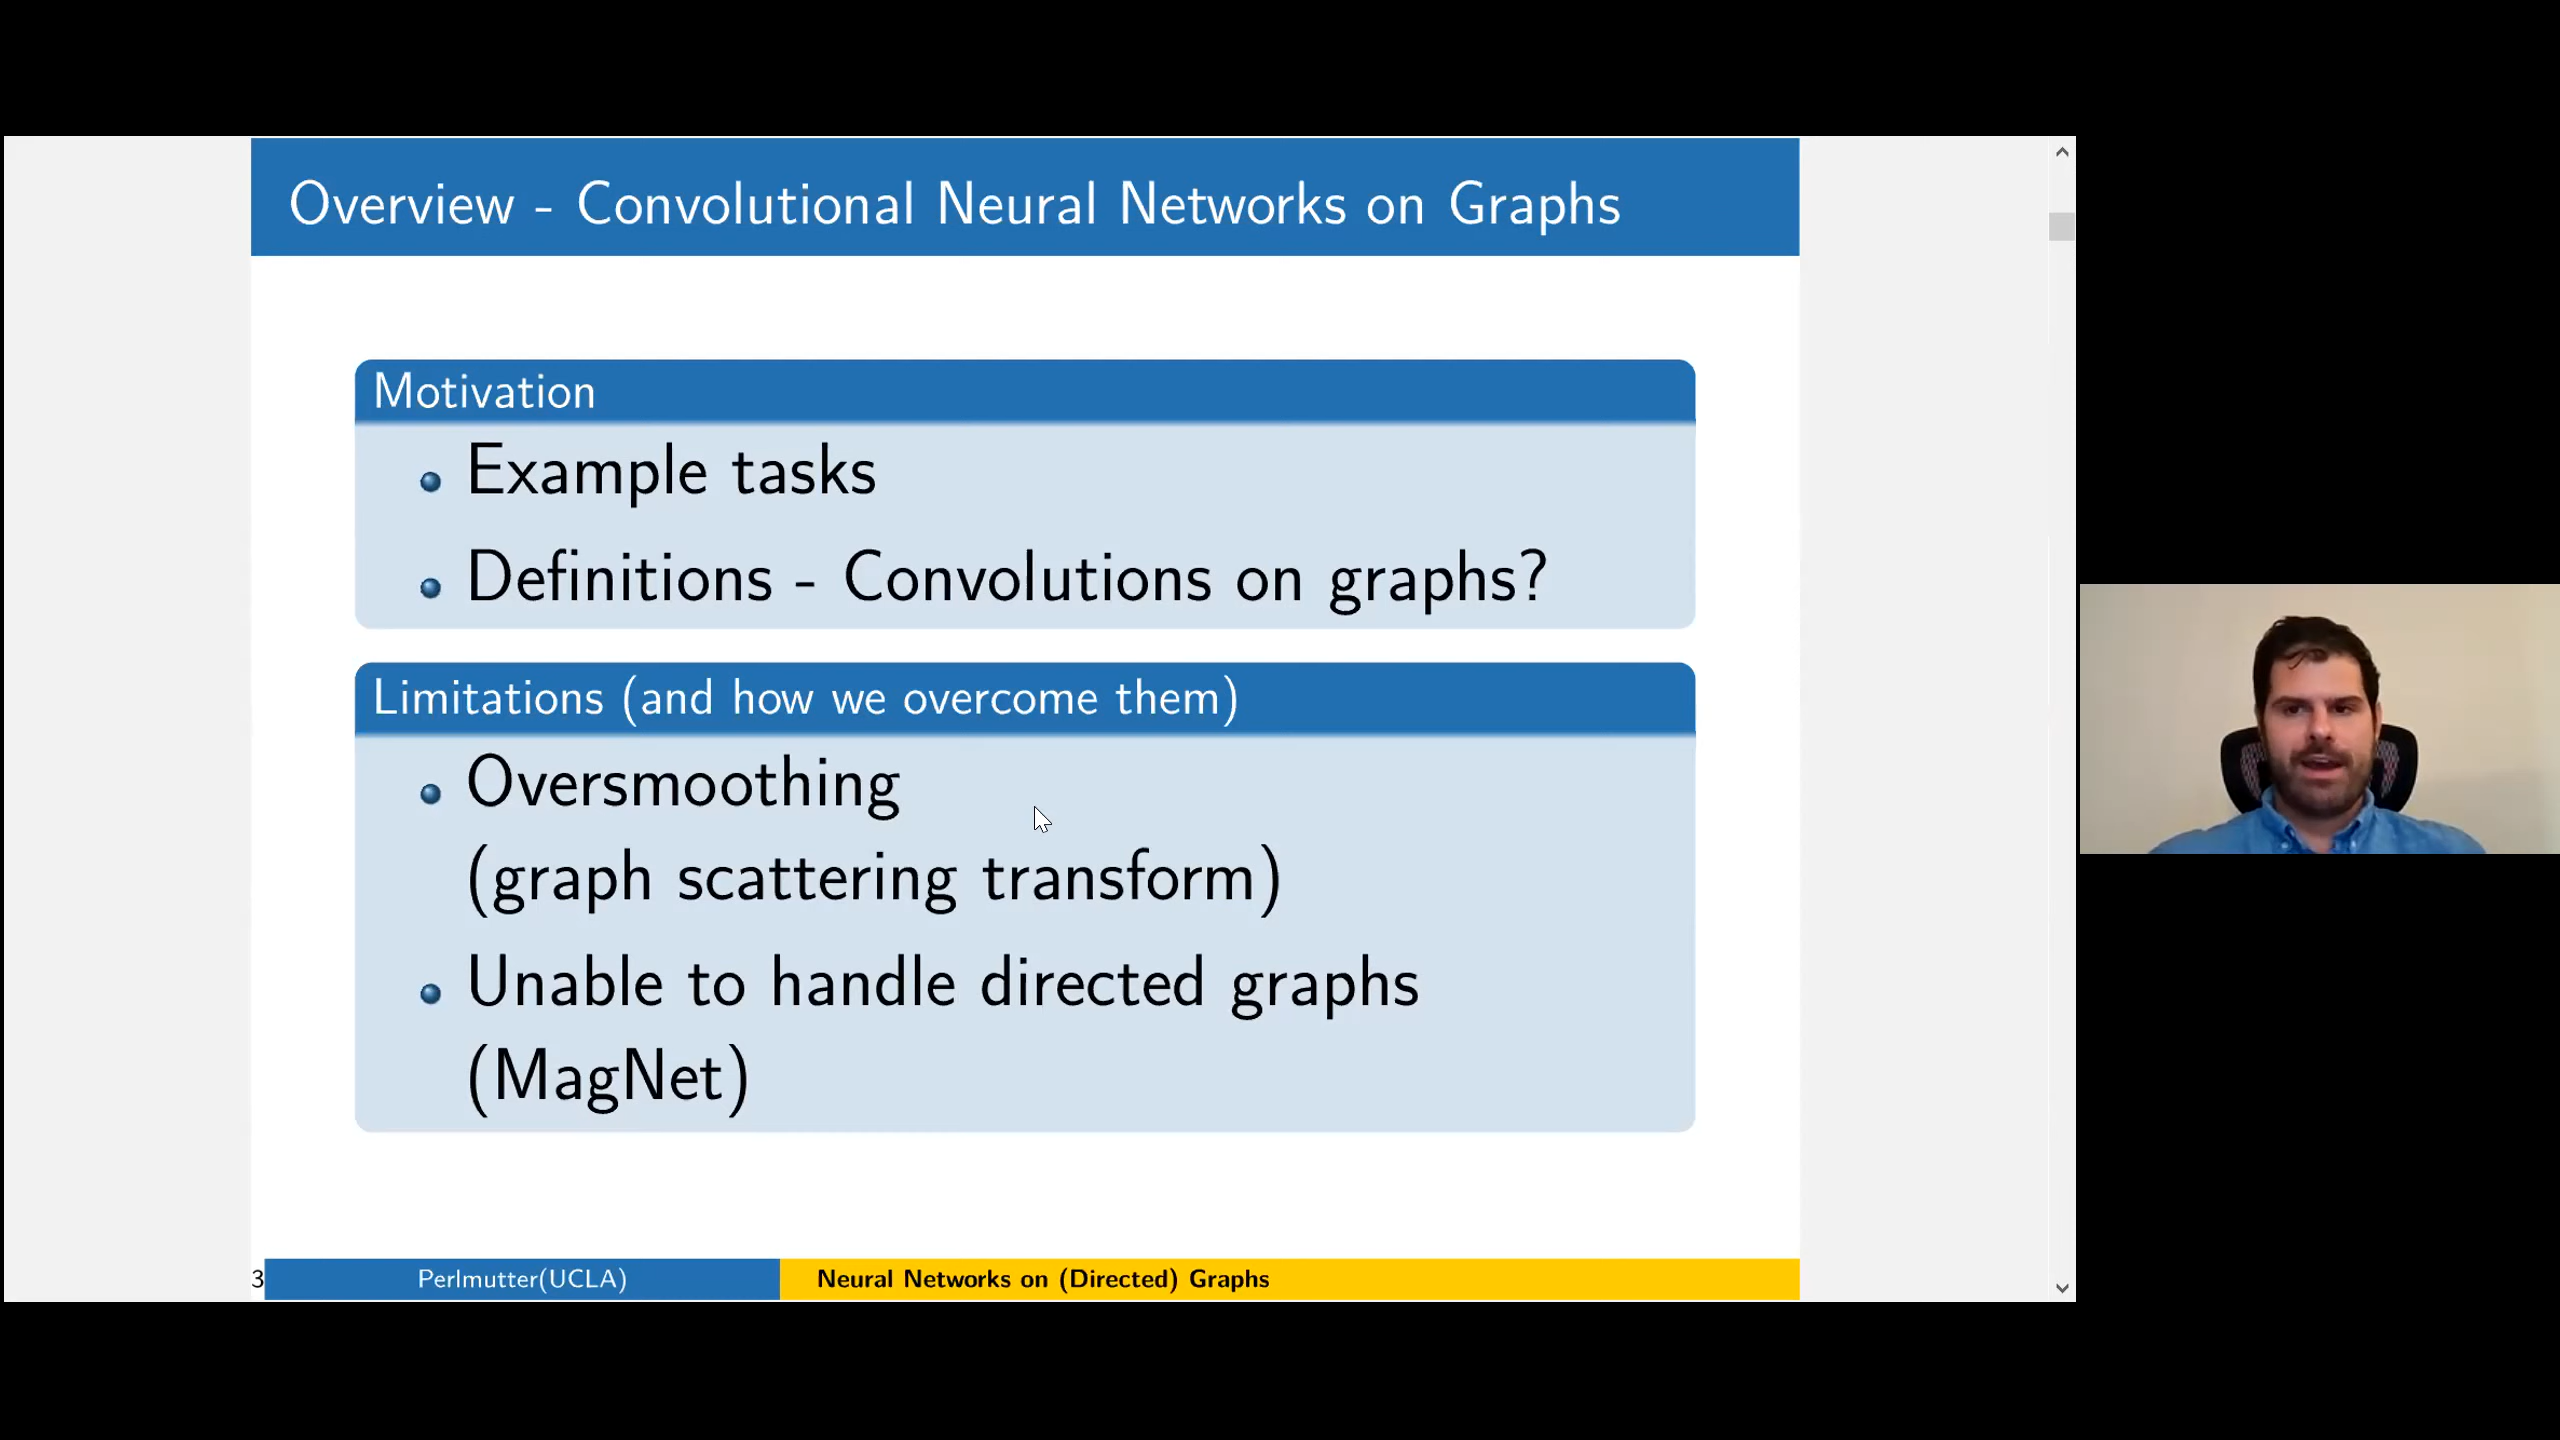 Overview - Convolutional Neural Networks on Graphs
Motivation
Example tasks
Definitions - Convolutions on graphs?
Limitations (and how we overcome them)
Oversmoothing
(graph scattering transform)
Unable to handle directed graphs
(MagNet)
3 Perlmutter(UCLA) Neural Networks on (Directed) Graphs